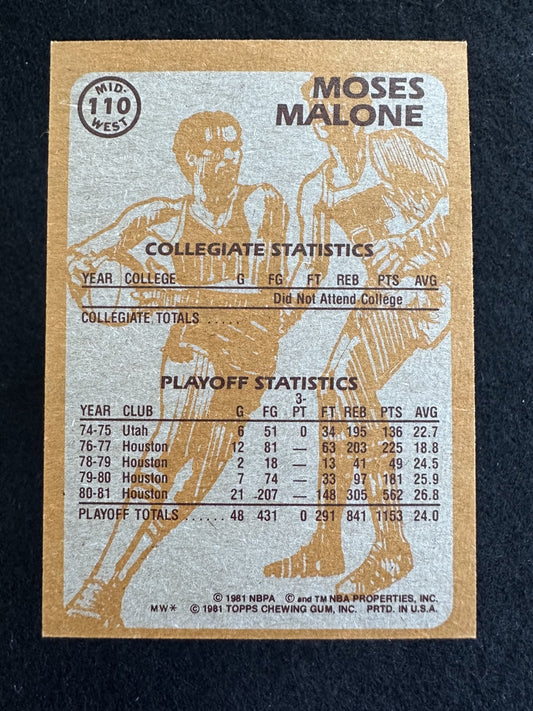 MID-
110
WEST
MOSES
MALONE
COLLEGIATE STATISTICS
YEAR COLLEGE G FG FT REB PTS AVG
Did Not Attend College
COLLEGIATE TOTALS .....
PLAYOFF STATISTICS
3-
YEAR CLUB G FG PT FT REB PTS AVG
74-75 Utah 6 51 0 34 195 136 22.7
76-77 Houston 12 81 — 63 203 225 18.8
78-79 Houston 2 18 — 13 41 49 24.5
79-80 Houston 7 74 — 33 97 181 25.9
80-81 Houston 21 207 — 148 305 562 26.8
PLAYOFF TOTALS ...... 48 431 0 291 841 1153 24.0
© 1981 NBPA © and TM NBA PROPERTIES, INC.
MW* © 1981 TOPPS CHEWING GUM, INC. PRTD. IN U.S.A.